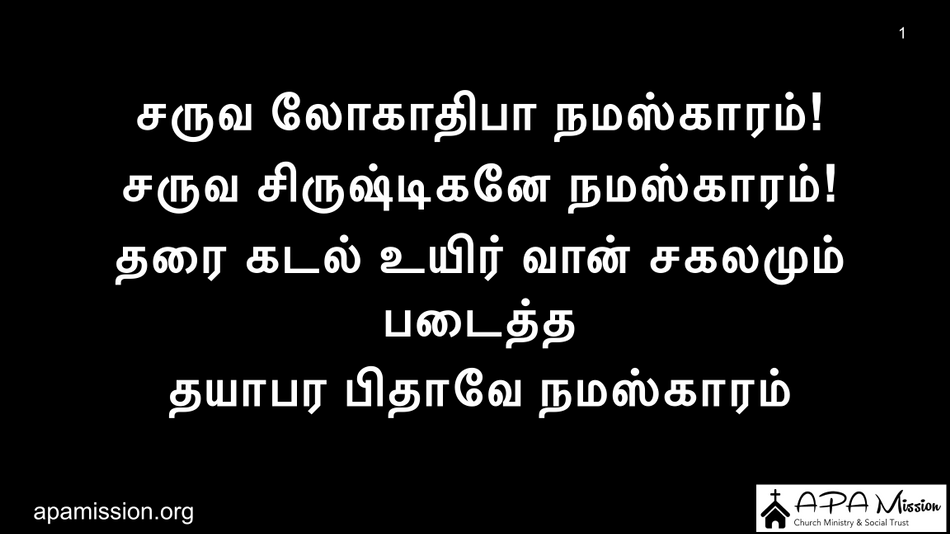 1
சருவ லோகாதிபா நமஸ்காரம்!
சருவ சிருஷ்டிகனே நமஸ்காரம்!
தரை கடல் உயிர் வான் சகலமும்
படைத்த
தயாபர பிதாவே நமஸ்காரம்
apamission.org
APA Mission
Church Ministry & Social Trust